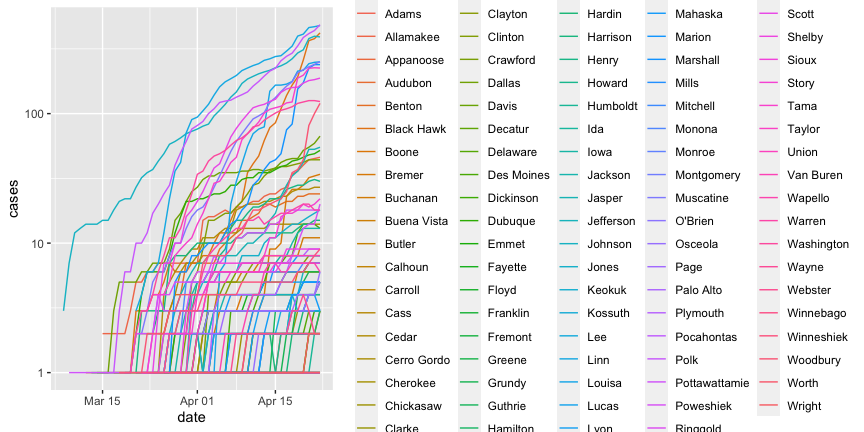 100
10
1
cases
Mar 15
Apr 01
Apr 15
date
Adams
Allamakee
Appanoose
Audubon
Benton
Black Hawk
Boone
Bremer
Buchanan
Buena Vista
Butler
Calhoun
Carroll
Cass
Cedar
Cerro Gordo
Cherokee
Chickasaw
Clarke
Clayton
Clinton
Crawford
Dallas
Davis
Decatur
Delaware
Des Moines
Dickinson
Dubuque
Emmet
Fayette
Floyd
Franklin
Fremont
Greene
Grundy
Guthrie
Hamilton
Hardin
Harrison
Henry
Howard
Humboldt
Ida
Iowa
Jackson
Jasper
Jefferson
Johnson
Jones
Keokuk
Kossuth
Lee
Linn
Louisa
Lucas
Lyon
Mahaska
Marion
Marshall
Mills
Mitchell
Monona
Monroe
Montgomery
Muscatine
O'Brien
Osceola
Page
Palo Alto
Plymouth
Pocahontas
Polk
Pottawattamie
Poweshiek
Ringgold
Scott
Shelby
Sioux
Story
Tama
Taylor
Union
Van Buren
Wapello
Warren
Washington
Wayne
Webster
Winnebago
Winneshiek
Woodbury
Worth
Wright